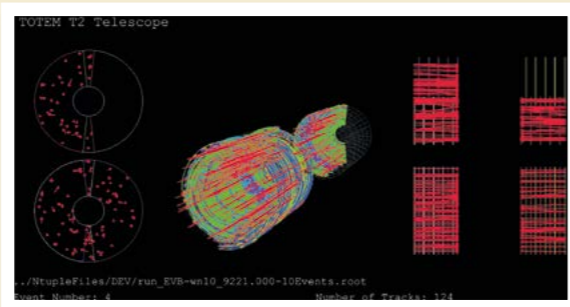 TOTEM T2 Telescope
../NtupleFiles/DEV/run_EVB-wn10_9221.000-10Events.root
Event Number: 4
Number of Tracks: 124